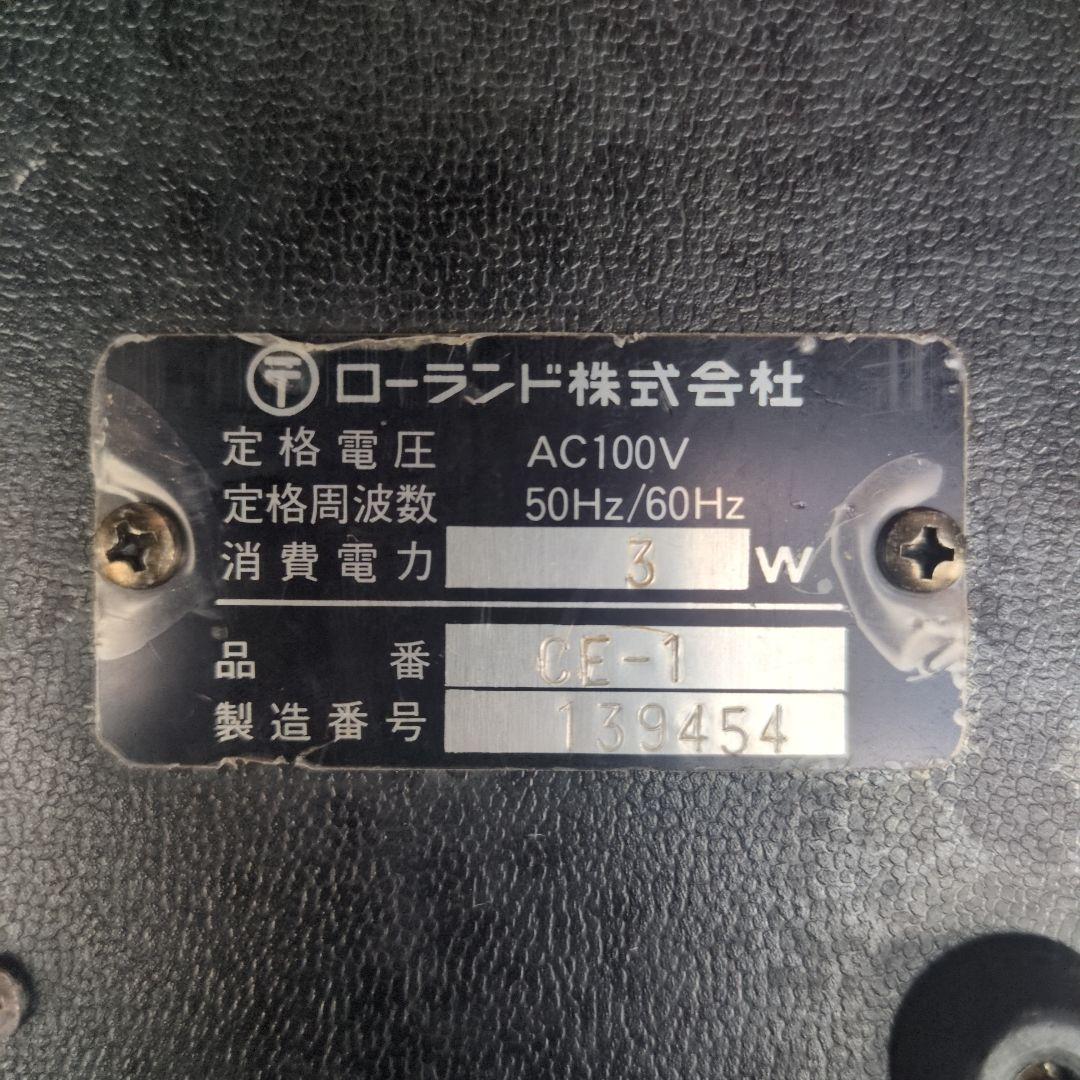 〶ローランド株式会社
定格電圧 AC100V
定格周波数 50Hz/60Hz
消費電力 3 W
品番 CE-1
製造番号 139454